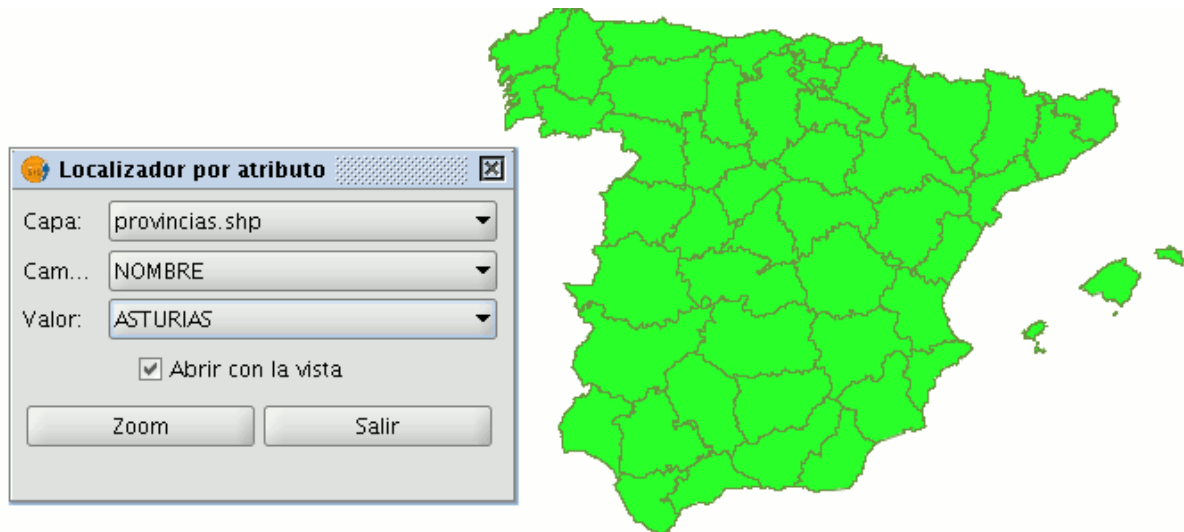 Localizador por atributo
Capa: provincias.shp
Cam... NOMBRE
Valor: ASTURIAS
Abrir con la vista
Zoom Salir